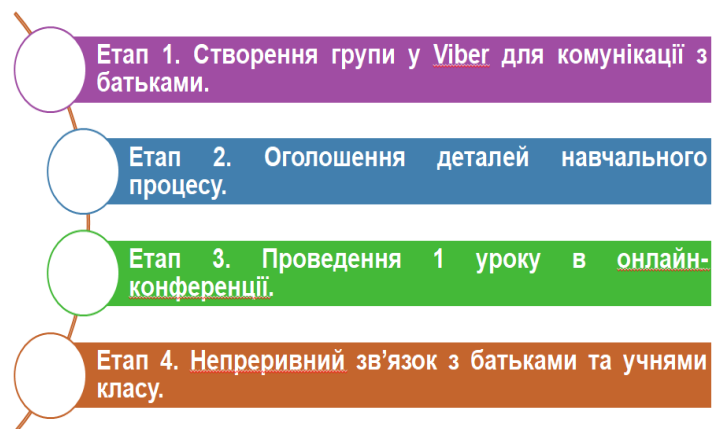 Етап 1. Створення групи у Viber для комунікації з
батьками.
Етап 2. Оголошення деталей навчального
процесу.
Етап 3. Проведення 1 уроку в онлайн-
конференції.
Етап 4. Непреривний зв’язок з батьками та учнями
класу.